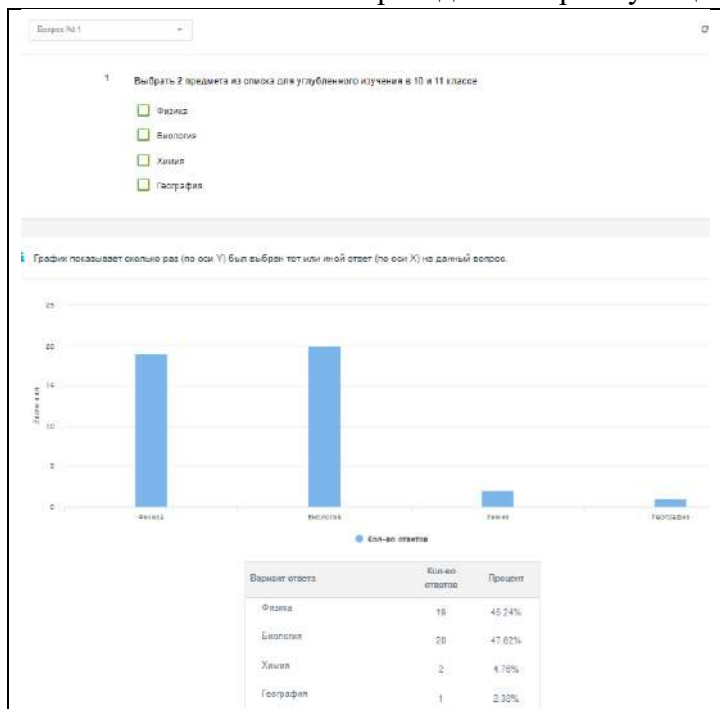 Вопрос №1
1 Выбрать 2 предмета из списка для углубленного изучения в 10 и 11 классе
Физика
Биология
Химия
География
График показывает сколько раз (по оси Y) был выбран тот или иной ответ (по оси X) на данный вопрос.
25
20
15
10
5
0
Физика Биология Химия География
Кол-во ответов
Вариант ответа Кол-во ответов Процент
Физика 19 45.24%
Биология 20 47.62%
Химия 2 4.76%
География 1 2.38%